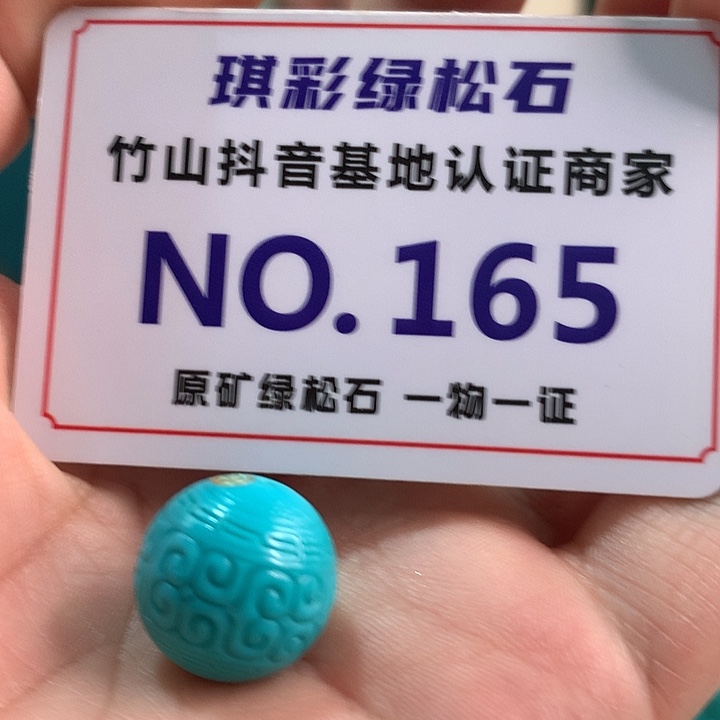 琪彩绿松石
竹山抖音基地认证商家
NO.165
原矿绿松石 一物一证